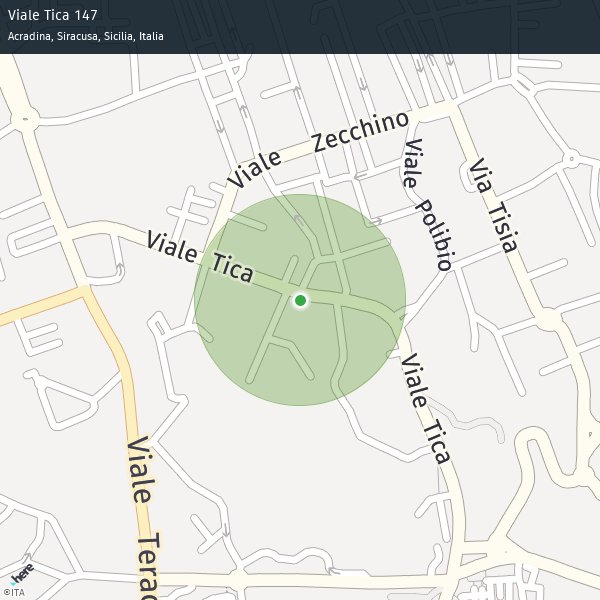 Viale Tica 147
Acradina, Siracusa, Sicilia, Italia
Viale Zecchino
Viale Polibio
Via Tisia
Viale Tica
Viale Tica
Viale
here
©ITA